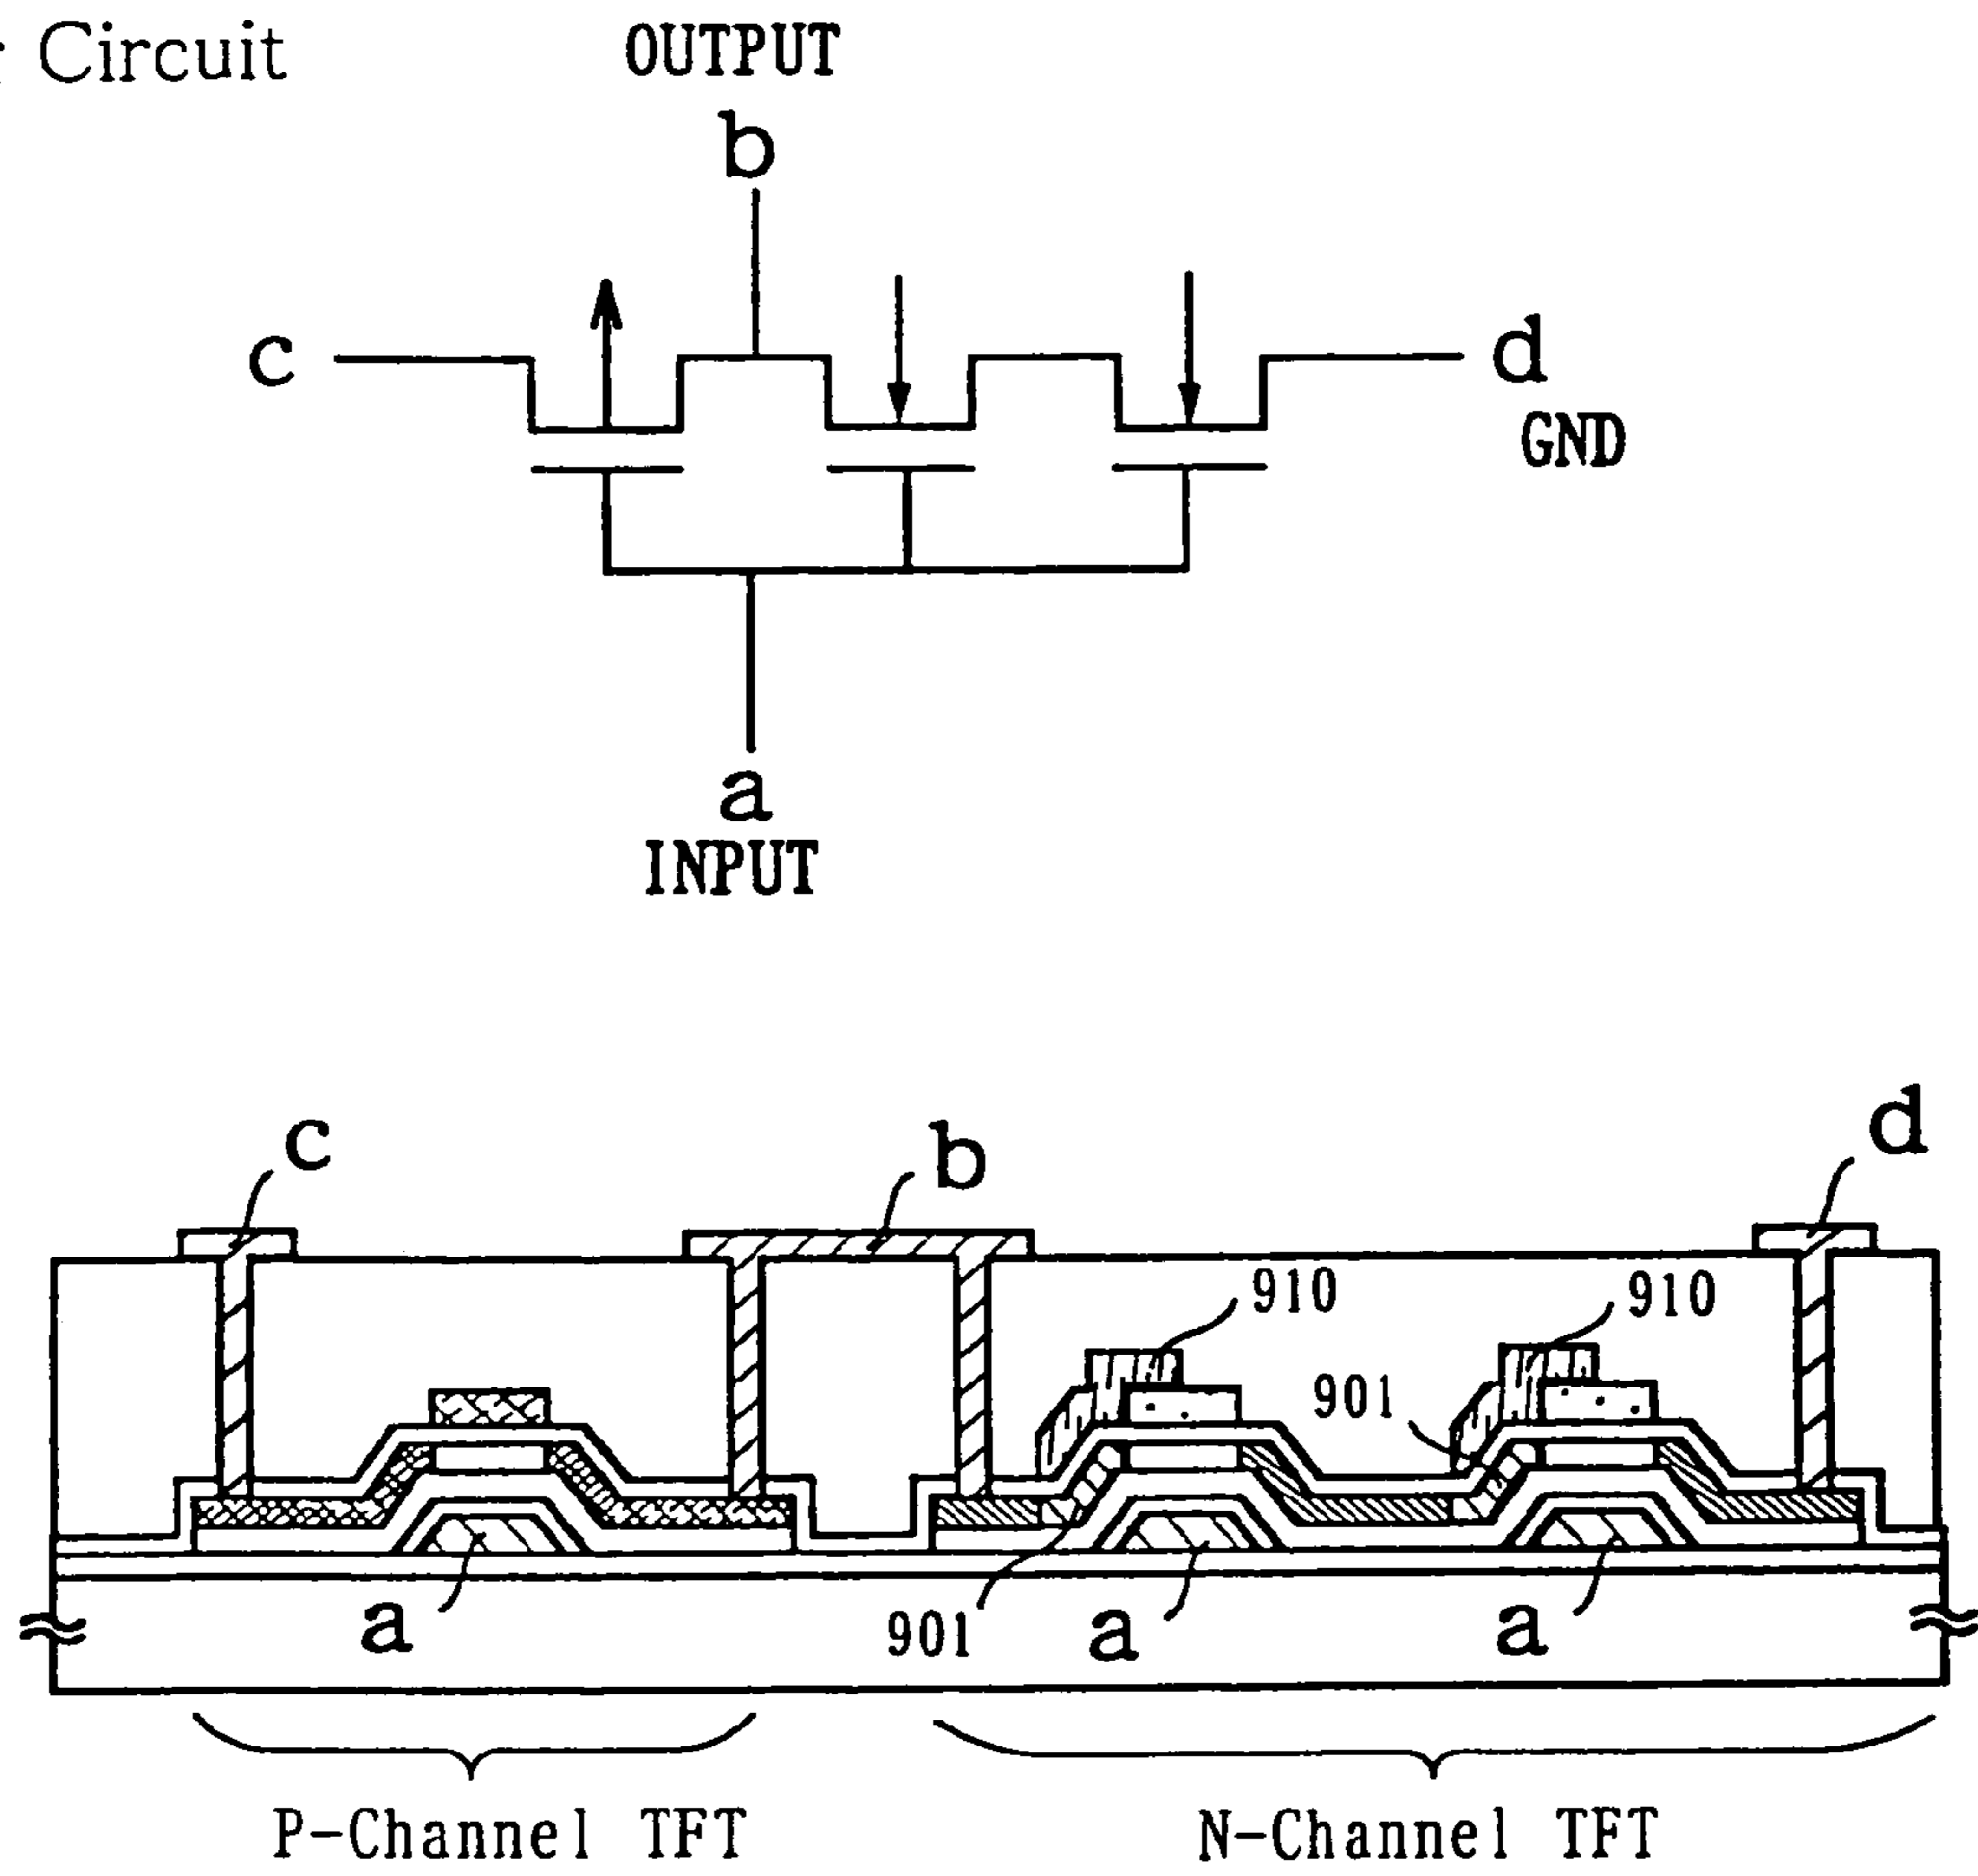 Circuit
OUTPUT
b
c
d
GND
a
INPUT
c
b
d
910
910
901
a
901
a
a
P-Channel TFT
N-Channel TFT